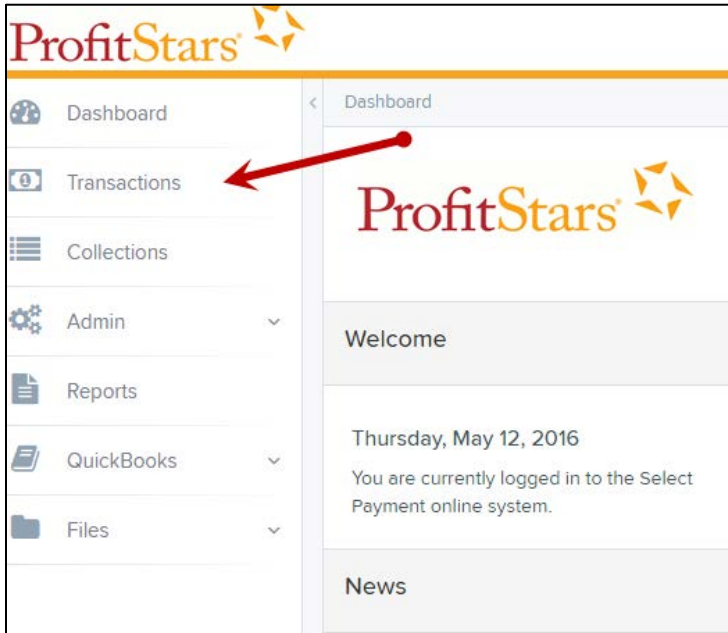 ProfitStars
Dashboard
Transactions
Collections
Admin
Reports
QuickBooks
Files
Dashboard
ProfitStars
Welcome
Thursday, May 12, 2016
You are currently logged in to the Select
Payment online system.
News